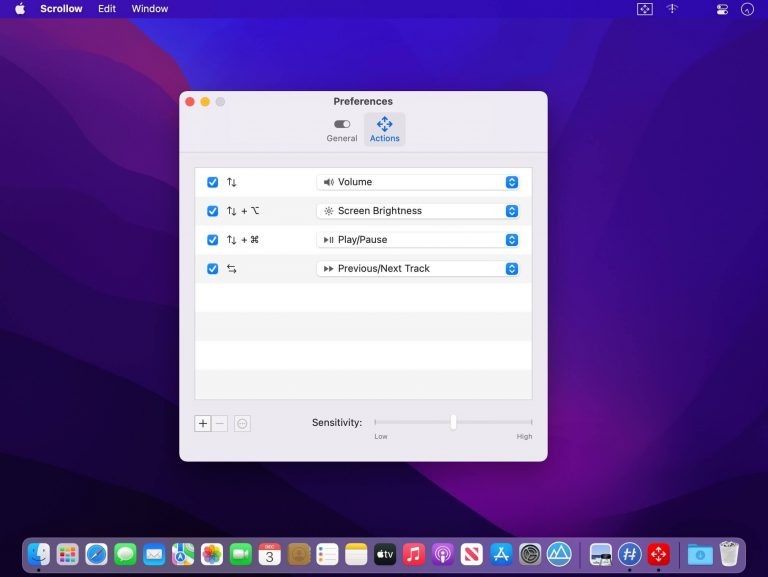 Scrollow Edit Window
Preferences
General Actions
Volume
+ ⌥ Screen Brightness
+ ⌘ Play/Pause
Previous/Next Track
Sensitivity:
Low High
DEC
3
tv
#